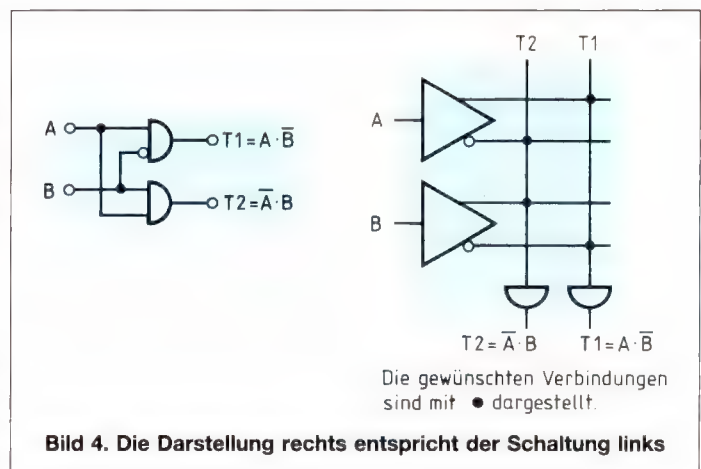 A
B
T1 = A · B̅
T2 = A̅ · B
T2 T1
A
B
T2 = A̅ · B T1 = A · B̅
Die gewünschten Verbindungen
sind mit ● dargestellt.
Bild 4. Die Darstellung rechts entspricht der Schaltung links